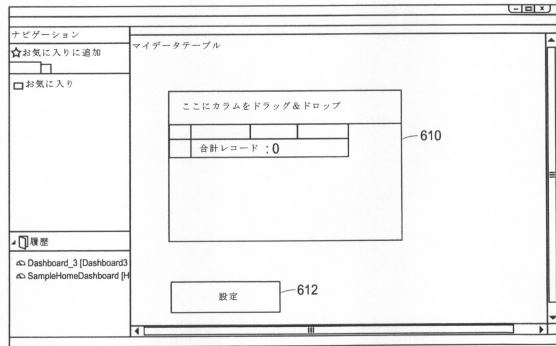 ナビゲーション
お気に入りに追加
お気に入り
履歴
Dashboard_3 [Dashboard3
SampleHomeDashboard [H
マイデータテーブル
ここにカラムをドラッグ&ドロップ
合計レコード :0
610
設定
612